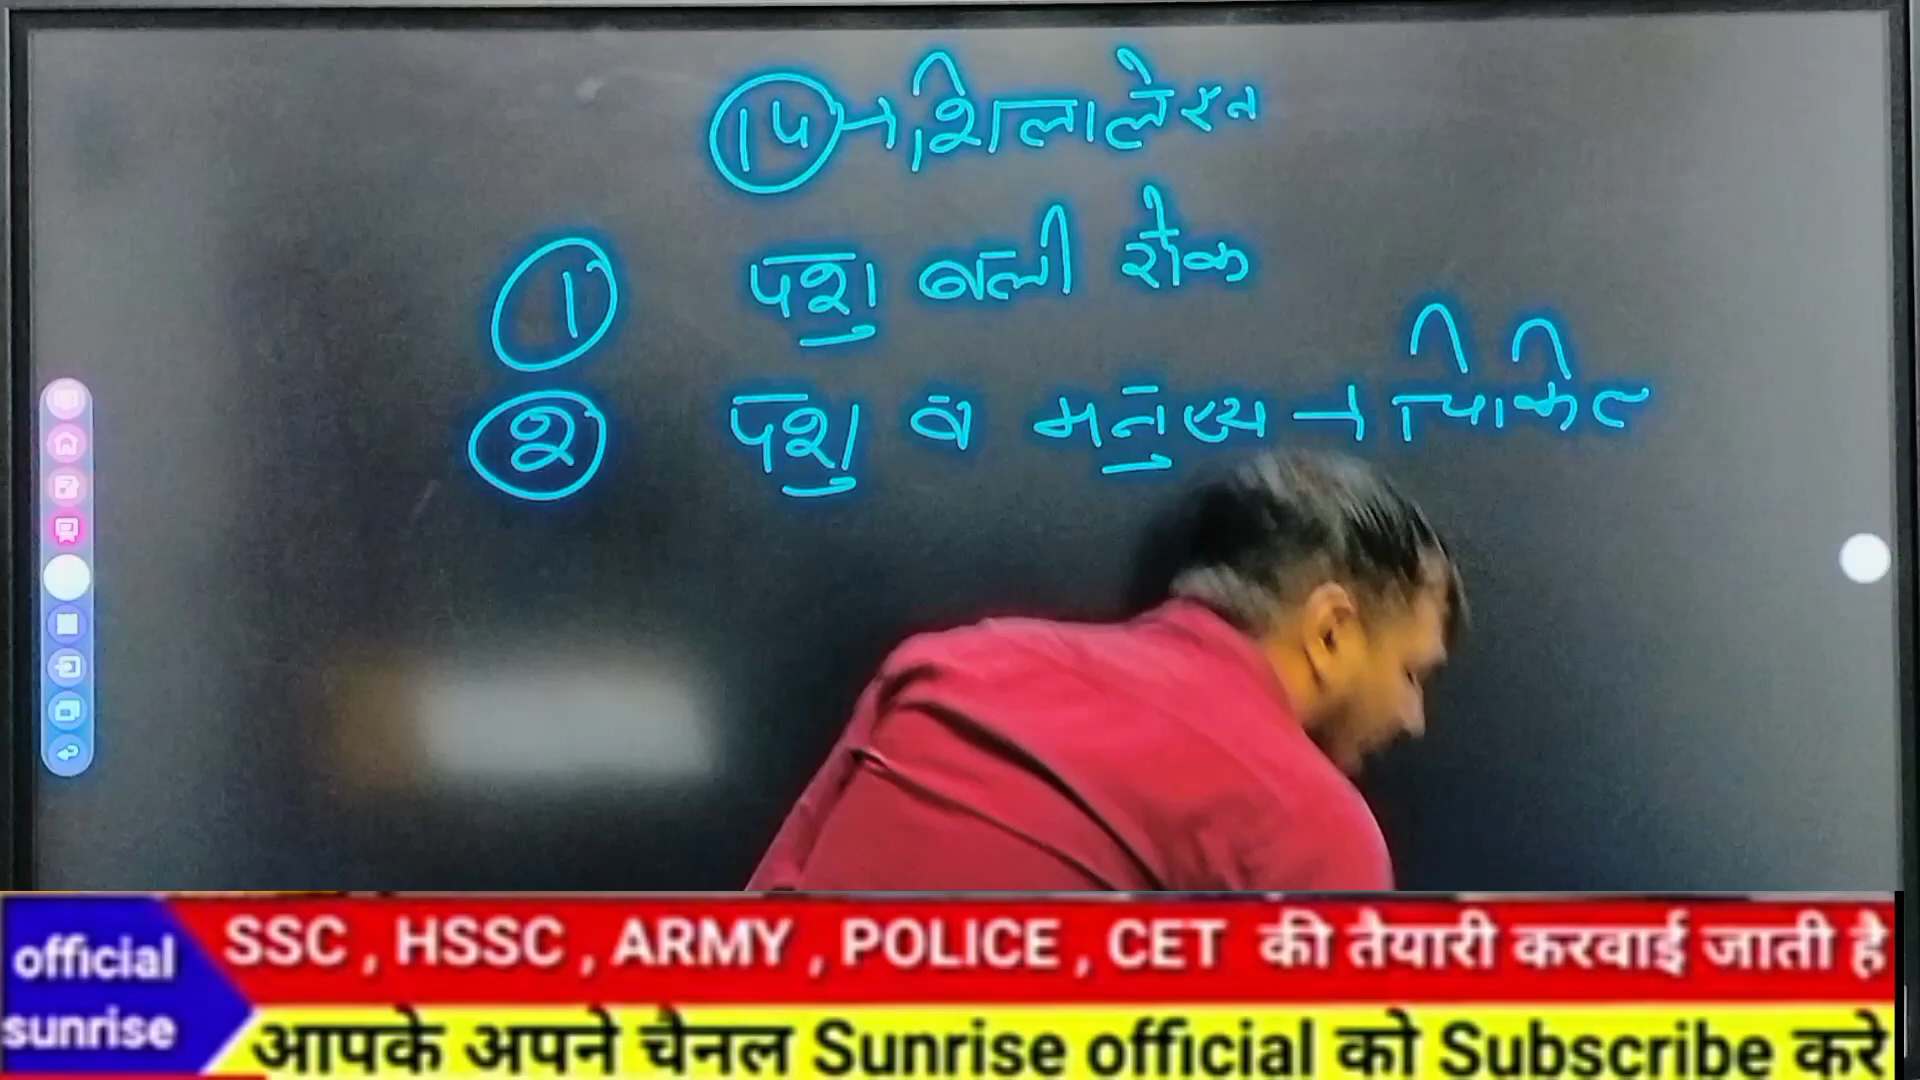 14 → शिलालेख
1 पशु बली रोक
2 पशु व मनुष्य → चिकित
official sunrise
SSC , HSSC , ARMY , POLICE , CET की तैयारी करवाई जाती है
आपके अपने चैनल Sunrise official को Subscribe करे